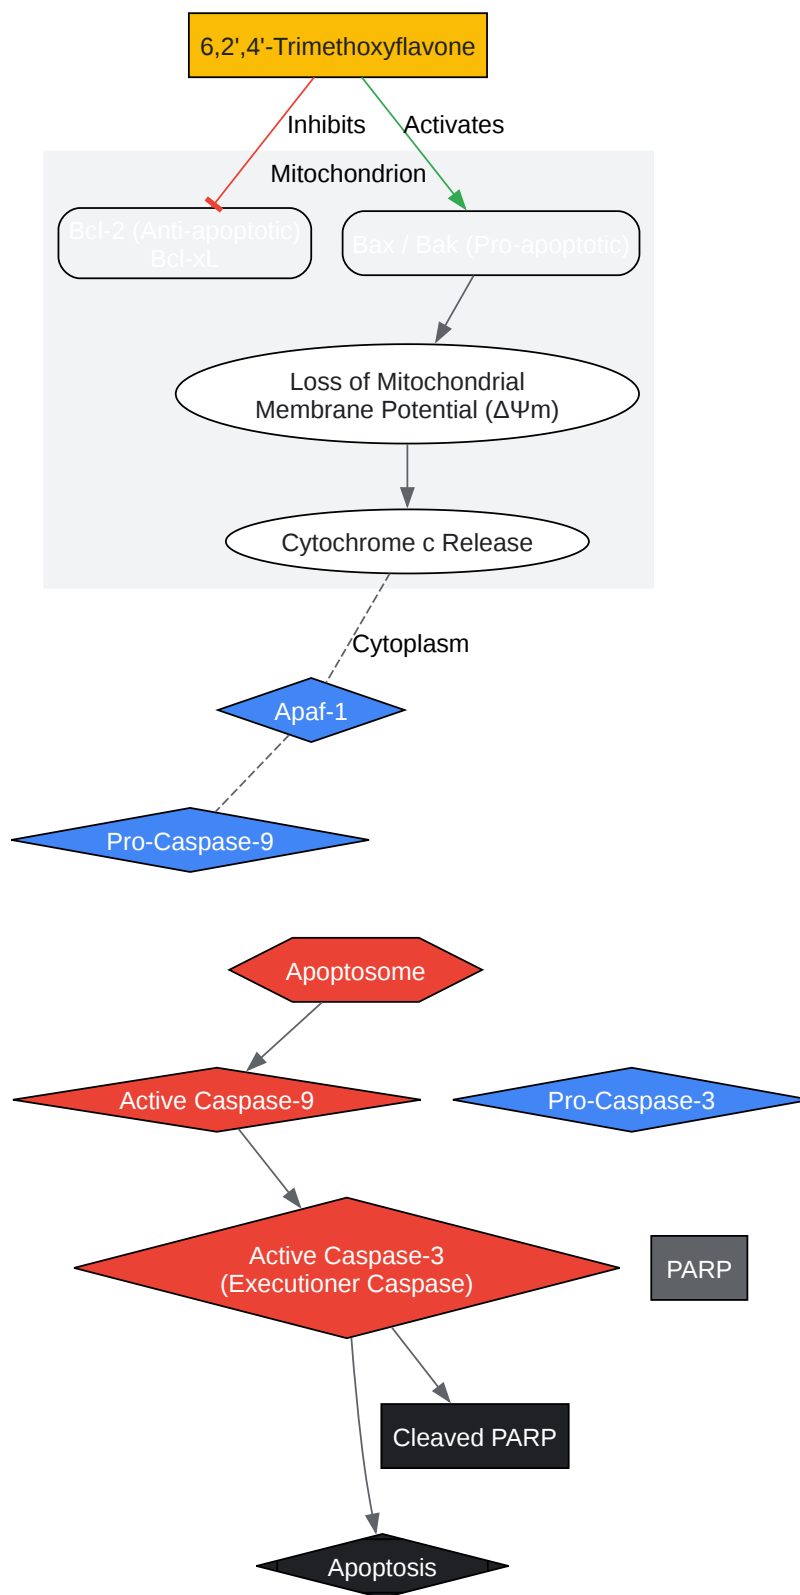 6,2',4'-Trimethoxyflavone
Inhibits
Activates
Mitochondrion
Bcl-2 (Anti-apoptotic)
Bcl-xL
Bax / Bak (Pro-apoptotic)
Loss of Mitochondrial
Membrane Potential (ΔΨm)
Cytochrome c Release
Cytoplasm
Apaf-1
Pro-Caspase-9
Apoptosome
Active Caspase-9
Pro-Caspase-3
Active Caspase-3
(Executioner Caspase)
PARP
Cleaved PARP
Apoptosis